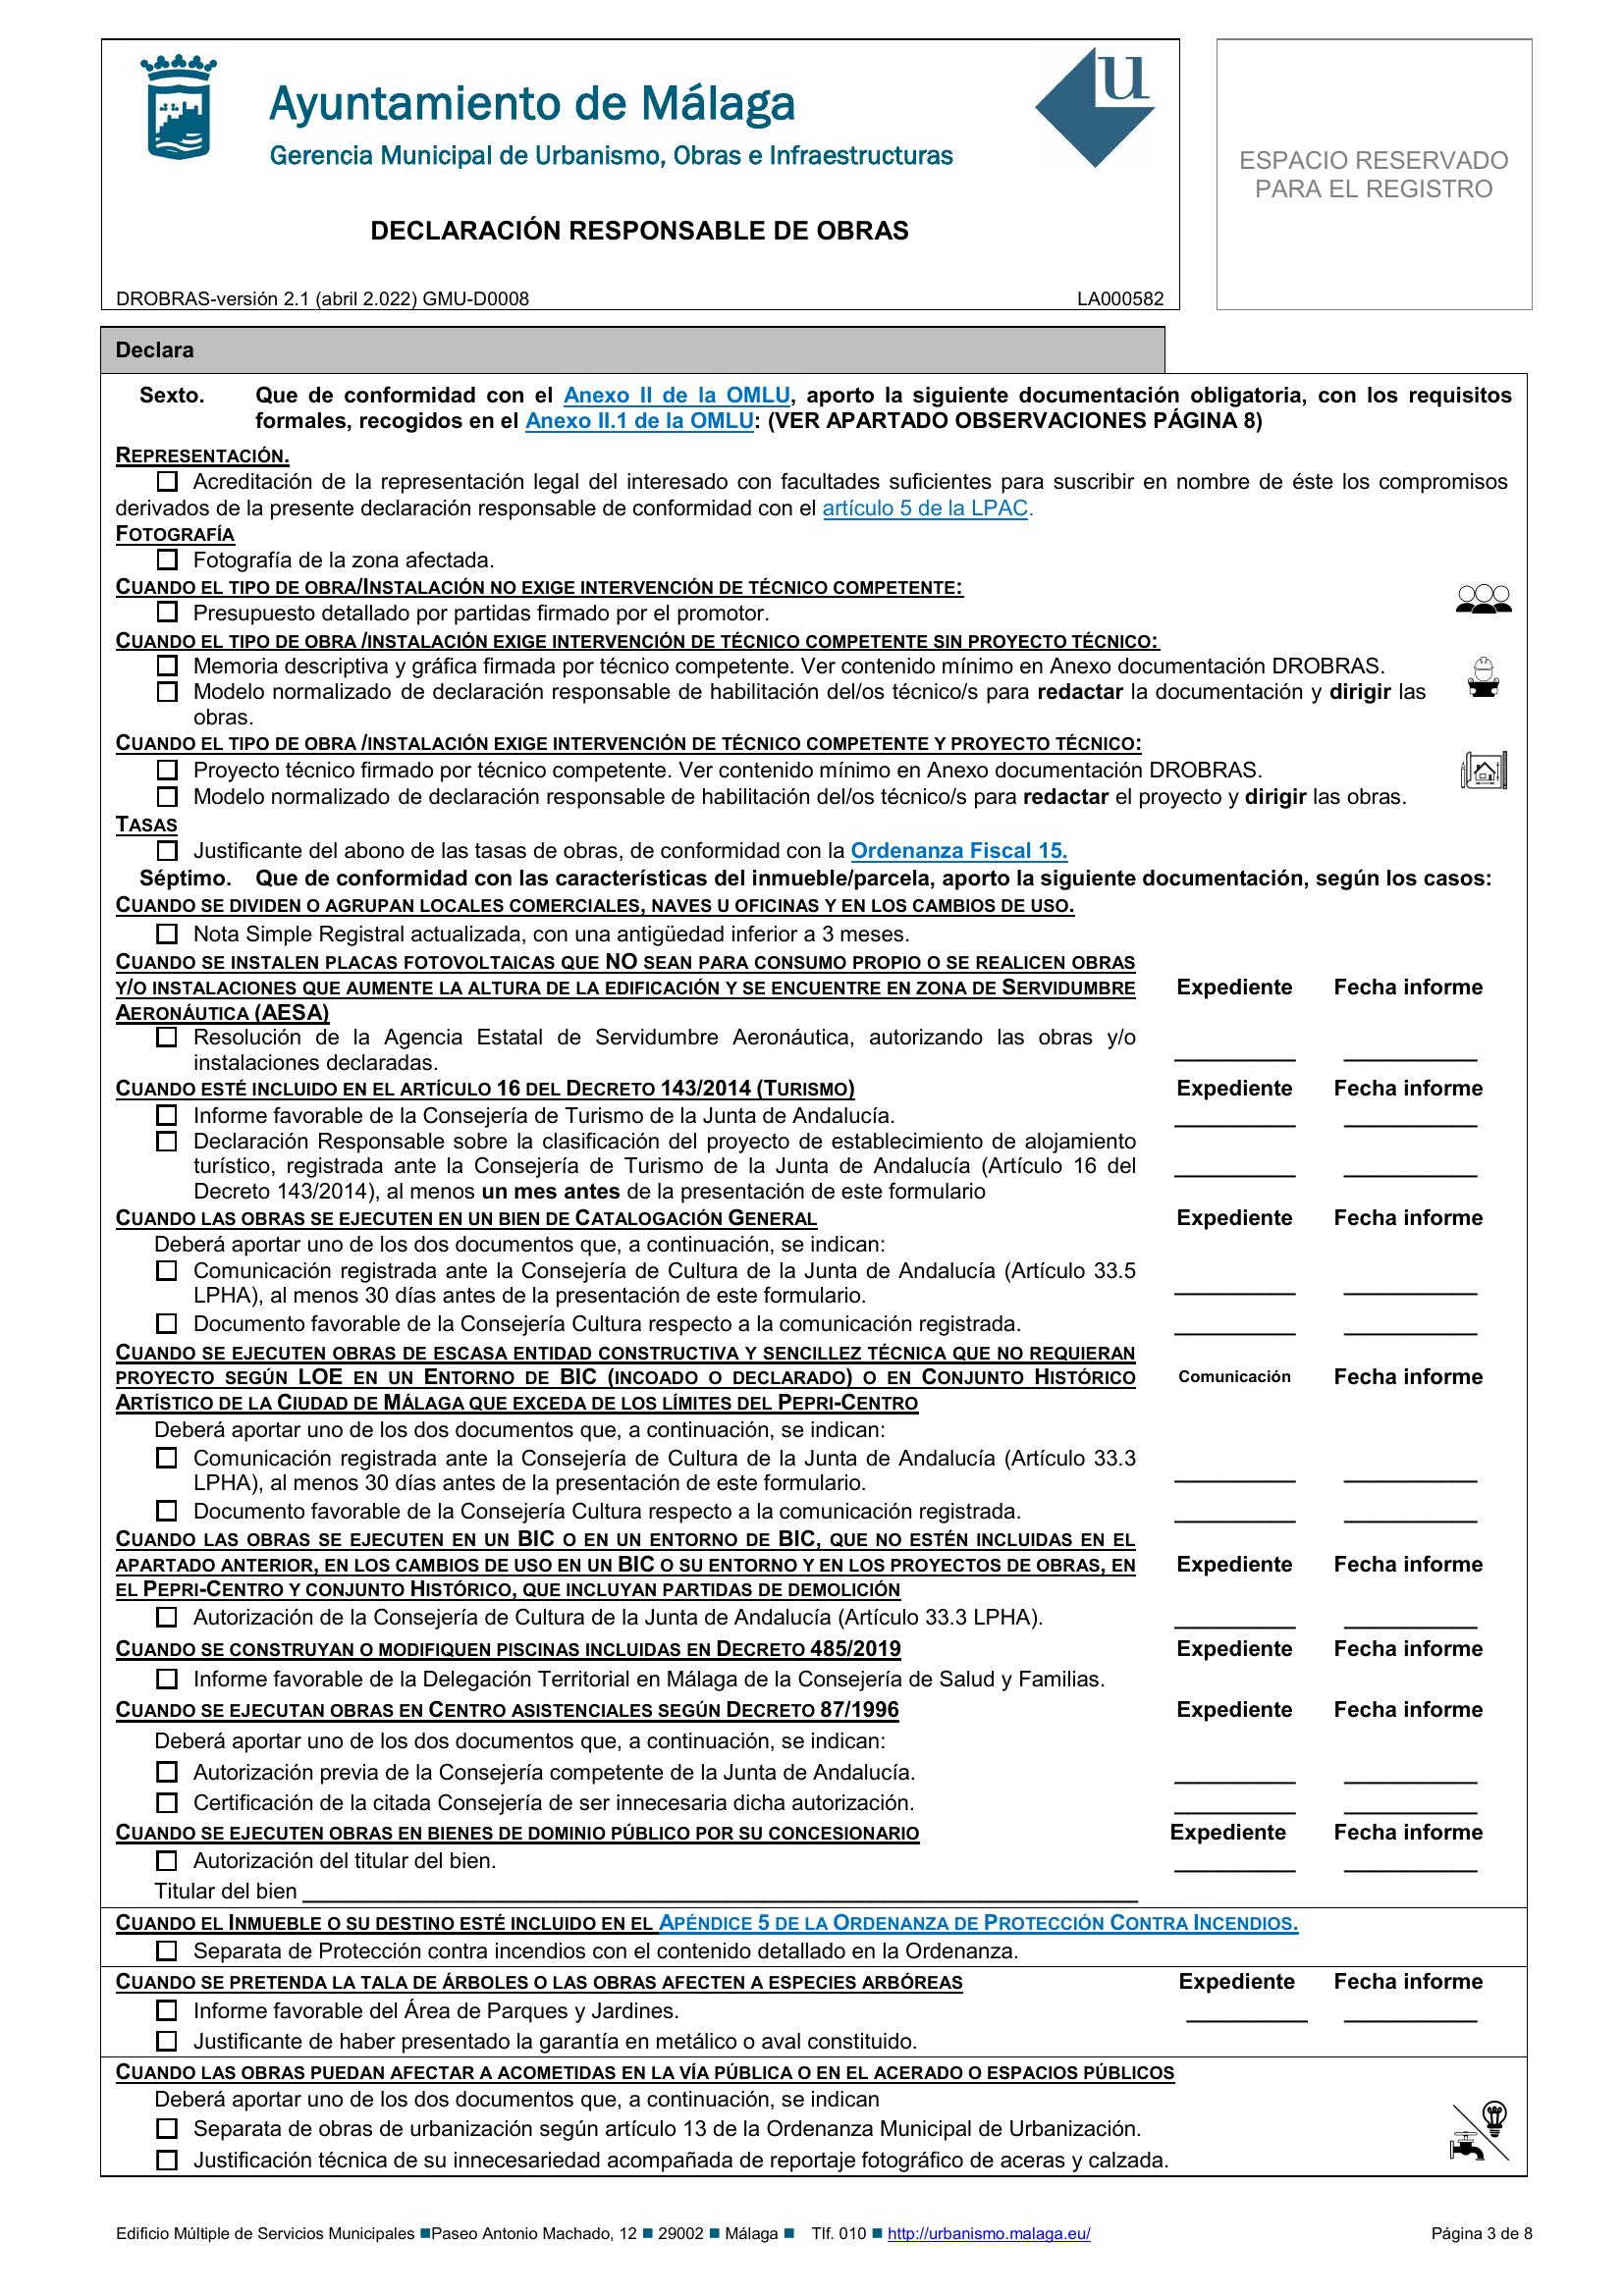 Ayuntamiento de Málaga
Gerencia Municipal de Urbanismo, Obras e Infraestructuras
u
DECLARACIÓN RESPONSABLE DE OBRAS
DROBRAS-versión 2.1 (abril 2.022) GMU-D0008 LA000582
ESPACIO RESERVADO
PARA EL REGISTRO
Declara
Sexto. Que de conformidad con el Anexo II de la OMLU, aporto la siguiente documentación obligatoria, con los requisitos
formales, recogidos en el Anexo II.1 de la OMLU: (VER APARTADO OBSERVACIONES PÁGINA 8)
REPRESENTACIÓN.
Acreditación de la representación legal del interesado con facultades suficientes para suscribir en nombre de éste los compromisos
derivados de la presente declaración responsable de conformidad con el artículo 5 de la LPAC.
FOTOGRAFÍA
Fotografía de la zona afectada.
CUANDO EL TIPO DE OBRA/INSTALACIÓN NO EXIGE INTERVENCIÓN DE TÉCNICO COMPETENTE:
Presupuesto detallado por partidas firmado por el promotor.
CUANDO EL TIPO DE OBRA /INSTALACIÓN EXIGE INTERVENCIÓN DE TÉCNICO COMPETENTE SIN PROYECTO TÉCNICO:
Memoria descriptiva y gráfica firmada por técnico competente. Ver contenido mínimo en Anexo documentación DROBRAS.
Modelo normalizado de declaración responsable de habilitación del/os técnico/s para redactar la documentación y dirigir las
obras.
CUANDO EL TIPO DE OBRA /INSTALACIÓN EXIGE INTERVENCIÓN DE TÉCNICO COMPETENTE Y PROYECTO TÉCNICO:
Proyecto técnico firmado por técnico competente. Ver contenido mínimo en Anexo documentación DROBRAS.
Modelo normalizado de declaración responsable de habilitación del/os técnico/s para redactar el proyecto y dirigir las obras.
TASAS
Justificante del abono de las tasas de obras, de conformidad con la Ordenanza Fiscal 15.
Séptimo. Que de conformidad con las características del inmueble/parcela, aporto la siguiente documentación, según los casos:
CUANDO SE DIVIDEN O AGRUPAN LOCALES COMERCIALES, NAVES U OFICINAS Y EN LOS CAMBIOS DE USO.
Nota Simple Registral actualizada, con una antigüedad inferior a 3 meses.
CUANDO SE INSTALEN PLACAS FOTOVOLTAICAS QUE NO SEAN PARA CONSUMO PROPIO O SE REALICEN OBRAS
Y/O INSTALACIONES QUE AUMENTE LA ALTURA DE LA EDIFICACIÓN Y SE ENCUENTRE EN ZONA DE SERVIDUMBRE Expediente Fecha informe
AERONÁUTICA (AESA)
Resolución de la Agencia Estatal de Servidumbre Aeronáutica, autorizando las obras y/o
instalaciones declaradas.
CUANDO ESTÉ INCLUIDO EN EL ARTÍCULO 16 DEL DECRETO 143/2014 (TURISMO) Expediente Fecha informe
Informe favorable de la Consejería de Turismo de la Junta de Andalucía.
Declaración Responsable sobre la clasificación del proyecto de establecimiento de alojamiento
turístico, registrada ante la Consejería de Turismo de la Junta de Andalucía (Artículo 16 del
Decreto 143/2014), al menos un mes antes de la presentación de este formulario
CUANDO LAS OBRAS SE EJECUTEN EN UN BIEN DE CATALOGACIÓN GENERAL Expediente Fecha informe
Deberá aportar uno de los dos documentos que, a continuación, se indican:
Comunicación registrada ante la Consejería de Cultura de la Junta de Andalucía (Artículo 33.5
LPHA), al menos 30 días antes de la presentación de este formulario.
Documento favorable de la Consejería Cultura respecto a la comunicación registrada.
CUANDO SE EJECUTEN OBRAS DE ESCASA ENTIDAD CONSTRUCTIVA Y SENCILLEZ TÉCNICA QUE NO REQUIERAN
PROYECTO SEGÚN LOE EN UN ENTORNO DE BIC (INCOADO O DECLARADO) O EN CONJUNTO HISTÓRICO Comunicación Fecha informe
ARTÍSTICO DE LA CIUDAD DE MÁLAGA QUE EXCEDA DE LOS LÍMITES DEL PEPRI-CENTRO
Deberá aportar uno de los dos documentos que, a continuación, se indican:
Comunicación registrada ante la Consejería de Cultura de la Junta de Andalucía (Artículo 33.3
LPHA), al menos 30 días antes de la presentación de este formulario.
Documento favorable de la Consejería Cultura respecto a la comunicación registrada.
CUANDO LAS OBRAS SE EJECUTEN EN UN BIC O EN UN ENTORNO DE BIC, QUE NO ESTÉN INCLUIDAS EN EL
APARTADO ANTERIOR, EN LOS CAMBIOS DE USO EN UN BIC O SU ENTORNO Y EN LOS PROYECTOS DE OBRAS, EN Expediente Fecha informe
EL PEPRI-CENTRO Y CONJUNTO HISTÓRICO, QUE INCLUYAN PARTIDAS DE DEMOLICIÓN
Autorización de la Consejería de Cultura de la Junta de Andalucía (Artículo 33.3 LPHA).
CUANDO SE CONSTRUYAN O MODIFIQUEN PISCINAS INCLUIDAS EN DECRETO 485/2019 Expediente Fecha informe
Informe favorable de la Delegación Territorial en Málaga de la Consejería de Salud y Familias.
CUANDO SE EJECUTAN OBRAS EN CENTRO ASISTENCIALES SEGÚN DECRETO 87/1996 Expediente Fecha informe
Deberá aportar uno de los dos documentos que, a continuación, se indican:
Autorización previa de la Consejería competente de la Junta de Andalucía.
Certificación de la citada Consejería de ser innecesaria dicha autorización.
CUANDO SE EJECUTEN OBRAS EN BIENES DE DOMINIO PÚBLICO POR SU CONCESIONARIO Expediente Fecha informe
Autorización del titular del bien.
Titular del bien
CUANDO EL INMUEBLE O SU DESTINO ESTÉ INCLUIDO EN EL APÉNDICE 5 DE LA ORDENANZA DE PROTECCIÓN CONTRA INCENDIOS.
Separata de Protección contra incendios con el contenido detallado en la Ordenanza.
CUANDO SE PRETENDA LA TALA DE ÁRBOLES O LAS OBRAS AFECTEN A ESPECIES ARBÓREAS Expediente Fecha informe
Informe favorable del Área de Parques y Jardines.
Justificante de haber presentado la garantía en metálico o aval constituido.
CUANDO LAS OBRAS PUEDAN AFECTAR A ACOMETIDAS EN LA VÍA PÚBLICA O EN EL ACERADO O ESPACIOS PÚBLICOS
Deberá aportar uno de los dos documentos que, a continuación, se indican
Separata de obras de urbanización según artículo 13 de la Ordenanza Municipal de Urbanización.
Justificación técnica de su innecesariedad acompañada de reportaje fotográfico de aceras y calzada.
Edificio Múltiple de Servicios Municipales ■Paseo Antonio Machado, 12 ■ 29002 ■ Málaga ■ Tlf. 010 ■ http://urbanismo.malaga.eu/ Página 3 de 8